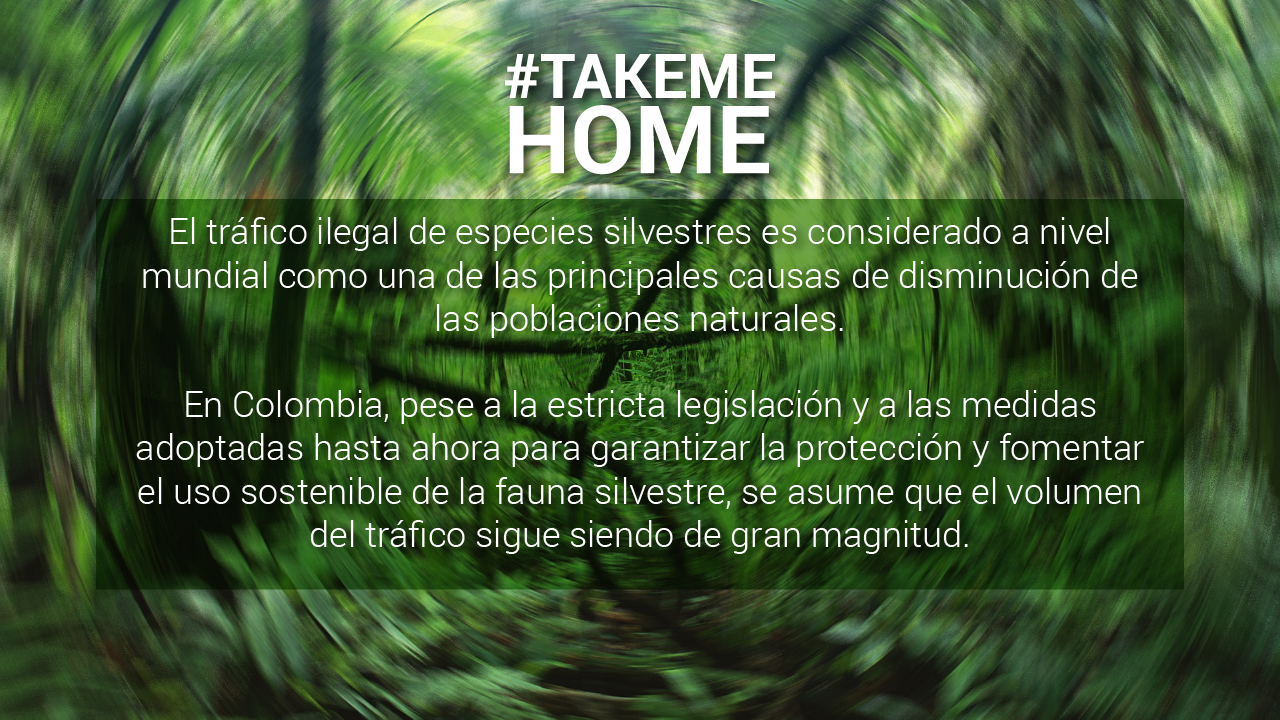 #TAKEME
HOME
El tráfico ilegal de especies silvestres es considerado a nivel
mundial como una de las principales causas de disminución de
las poblaciones naturales.
En Colombia, pese a la estricta legislación y a las medidas
adoptadas hasta ahora para garantizar la protección y fomentar
el uso sostenible de la fauna silvestre, se asume que el volumen
del tráfico sigue siendo de gran magnitud.